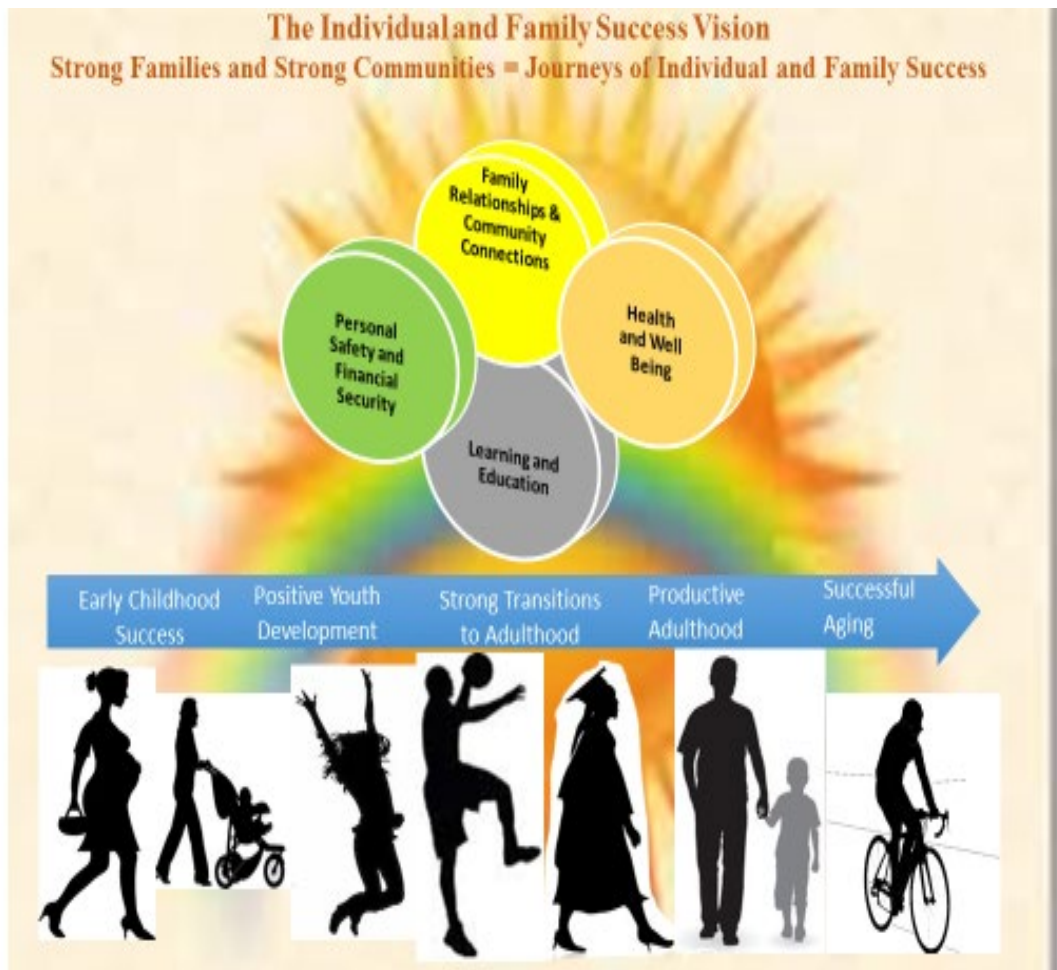 The Individual and Family Success Vision
Strong Families and Strong Communities = Journeys of Individual and Family Success
Family
Relationships &
Community
Connections
Personal
Safety and
Financial
Security
Health
and Well
Being
Learning and
Education
Early Childhood
Success
Positive Youth
Development
Strong Transitions
to Adulthood
Productive
Adulthood
Successful
Aging